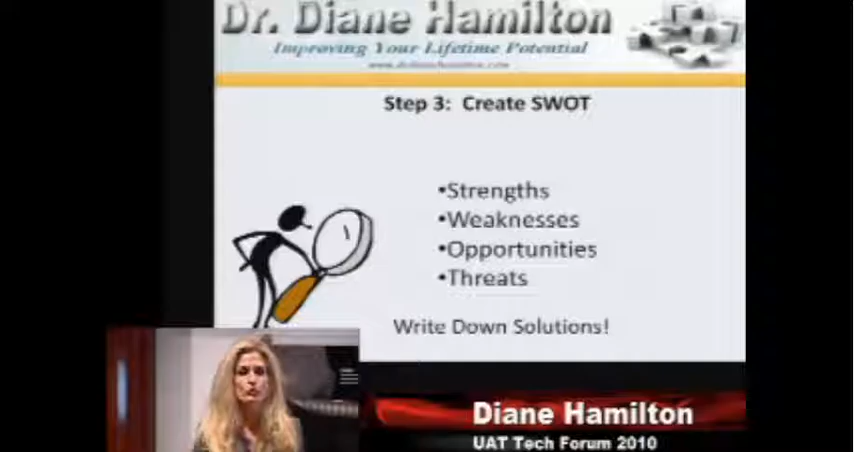 Dr. Diane Hamilton
Improving Your Lifetime Potential
Step 3: Create SWOT
•Strengths
•Weaknesses
•Opportunities
•Threats
Write Down Solutions!
Diane Hamilton
UAT Tech Forum 2010